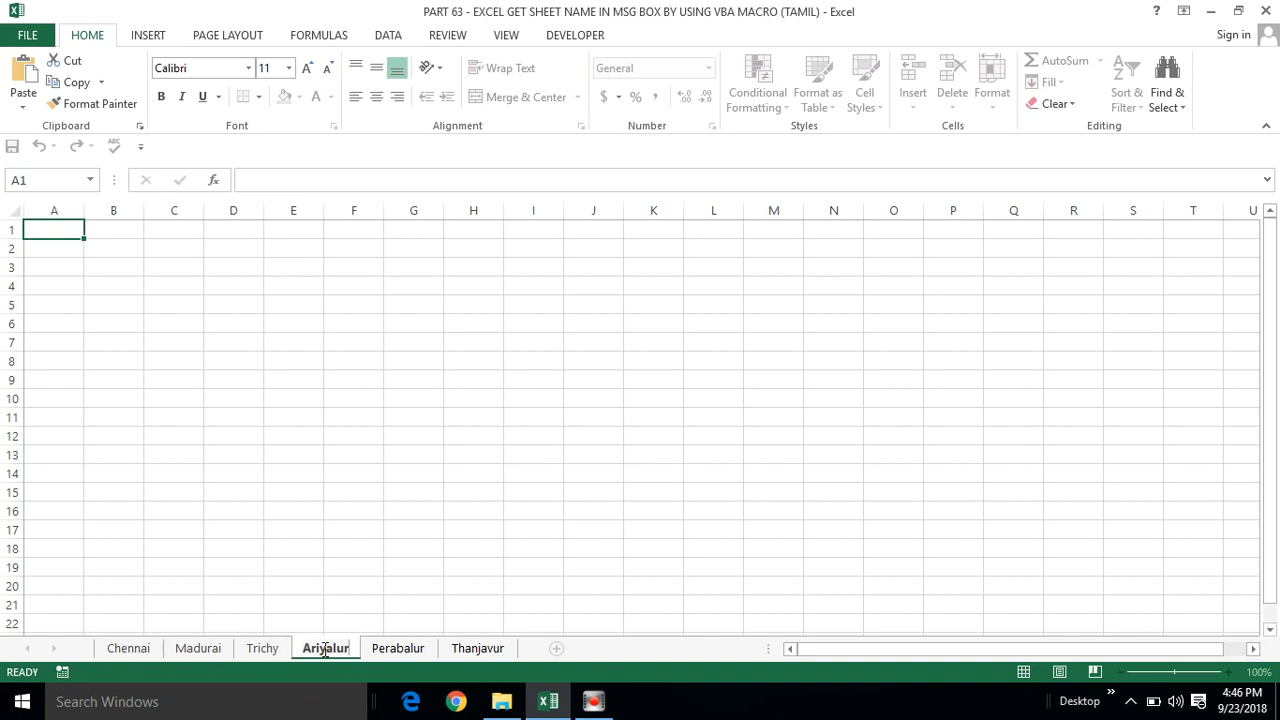 PART 63 - EXCEL GET SHEET NAME IN MSG BOX BY USING VBA MACRO (TAMIL) - Excel
? Sign in
FILE HOME INSERT PAGE LAYOUT FORMULAS DATA REVIEW VIEW DEVELOPER
Paste
Cut
Copy
Format Painter
Clipboard
Calibri 11
B I U
Font
Wrap Text
Merge & Center
Alignment
General
$ % ,
Number
Conditional Formatting
Format as Table
Cell Styles
Styles
Insert Delete Format
Cells
AutoSum
Fill
Clear
Sort & Filter
Find & Select
Editing
A1 fx
A B C D E F G H I J K L M N O P Q R S T U
1
2
3
4
5
6
7
8
9
10
11
12
13
14
15
16
17
18
19
20
21
22
Chennai Madurai Trichy Ariyalur Perabalur Thanjavur
READY 100%
Search Windows
Desktop
4:46 PM
9/23/2018